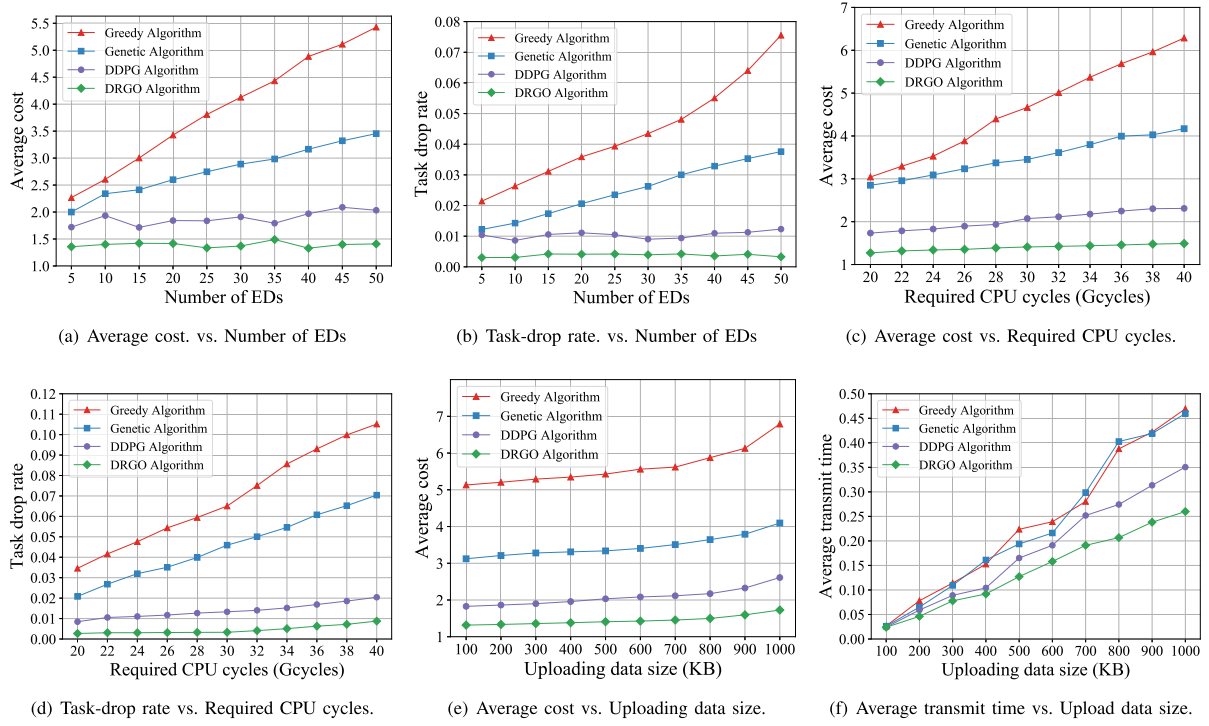 5.5
5.0
4.5
4.0
3.5
3.0
2.5
2.0
1.5
1.0
Average cost
Greedy Algorithm
Genetic Algorithm
DDPG Algorithm
DRGO Algorithm
5 10 15 20 25 30 35 40 45 50
Number of EDs
(a) Average cost. vs. Number of EDs
0.08
0.07
0.06
0.05
0.04
0.03
0.02
0.01
0.00
Task drop rate
Greedy Algorithm
Genetic Algorithm
DDPG Algorithm
DRGO Algorithm
5 10 15 20 25 30 35 40 45 50
Number of EDs
(b) Task-drop rate. vs. Number of EDs
7
6
5
4
3
2
1
Average cost
Greedy Algorithm
Genetic Algorithm
DDPG Algorithm
DRGO Algorithm
20 22 24 26 28 30 32 34 36 38 40
Required CPU cycles (Gcycles)
(c) Average cost vs. Required CPU cycles.
0.12
0.11
0.10
0.09
0.08
0.07
0.06
0.05
0.04
0.03
0.02
0.01
0.00
Task drop rate
Greedy Algorithm
Genetic Algorithm
DDPG Algorithm
DRGO Algorithm
20 22 24 26 28 30 32 34 36 38 40
Required CPU cycles (Gcycles)
(d) Task-drop rate vs. Required CPU cycles.
7
6
5
4
3
2
1
Average cost
Greedy Algorithm
Genetic Algorithm
DDPG Algorithm
DRGO Algorithm
100 200 300 400 500 600 700 800 900 1000
Uploading data size (KB)
(e) Average cost vs. Uploading data size.
0.50
0.45
0.40
0.35
0.30
0.25
0.20
0.15
0.10
0.05
0.00
Average transmit time
Greedy Algorithm
Genetic Algorithm
DDPG Algorithm
DRGO Algorithm
100 200 300 400 500 600 700 800 900 1000
Uploading data size (KB)
(f) Average transmit time vs. Upload data size.